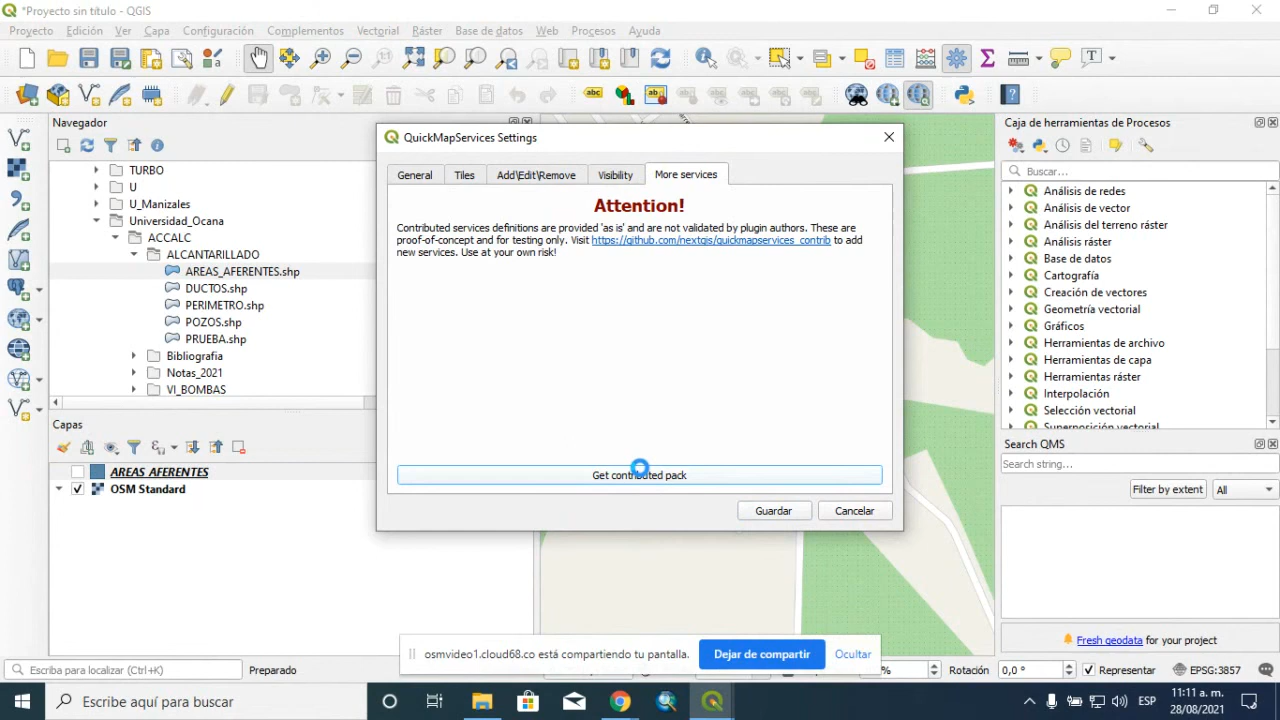 *Proyecto sin título - QGIS
Proyecto Edición Ver Capa Configuración Complementos Vectorial Ráster Base de datos Web Procesos Ayuda
Navegador
TURBO
U
U_Manizales
Universidad_Ocana
ACCALC
ALCANTARILLADO
AREAS_AFERENTES.shp
DUCTOS.shp
PERIMETRO.shp
POZOS.shp
PRUEBA.shp
Bibliografia
Notas_2021
VI_BOMBAS
Capas
AREAS AFERENTES
OSM Standard
QuickMapServices Settings
General Tiles Add\Edit\Remove Visibility More services
Attention!
Contributed services definitions are provided 'as is' and are not validated by plugin authors. These are
proof-of-concept and for testing only. Visit https://github.com/nextgis/quickmapservices_contrib to add
new services. Use at your own risk!
Get contributed pack
Guardar Cancelar
Caja de herramientas de Procesos
Buscar...
Análisis de redes
Análisis de vector
Análisis del terreno ráster
Análisis ráster
Base de datos
Cartografía
Creación de vectores
Geometría vectorial
Gráficos
Herramientas de archivo
Herramientas de capa
Herramientas ráster
Interpolación
Selección vectorial
Superposición vectorial
Search QMS
Search string...
Filter by extent All
Fresh geodata for your project
osmvideo1.cloud68.co está compartiendo tu pantalla. Dejar de compartir Ocultar
Escriba para localizar (Ctrl+K) Preparado % Rotación 0,0 ° Representar EPSG:3857
Escribe aquí para buscar
ESP
11:11 a. m.
28/08/2021